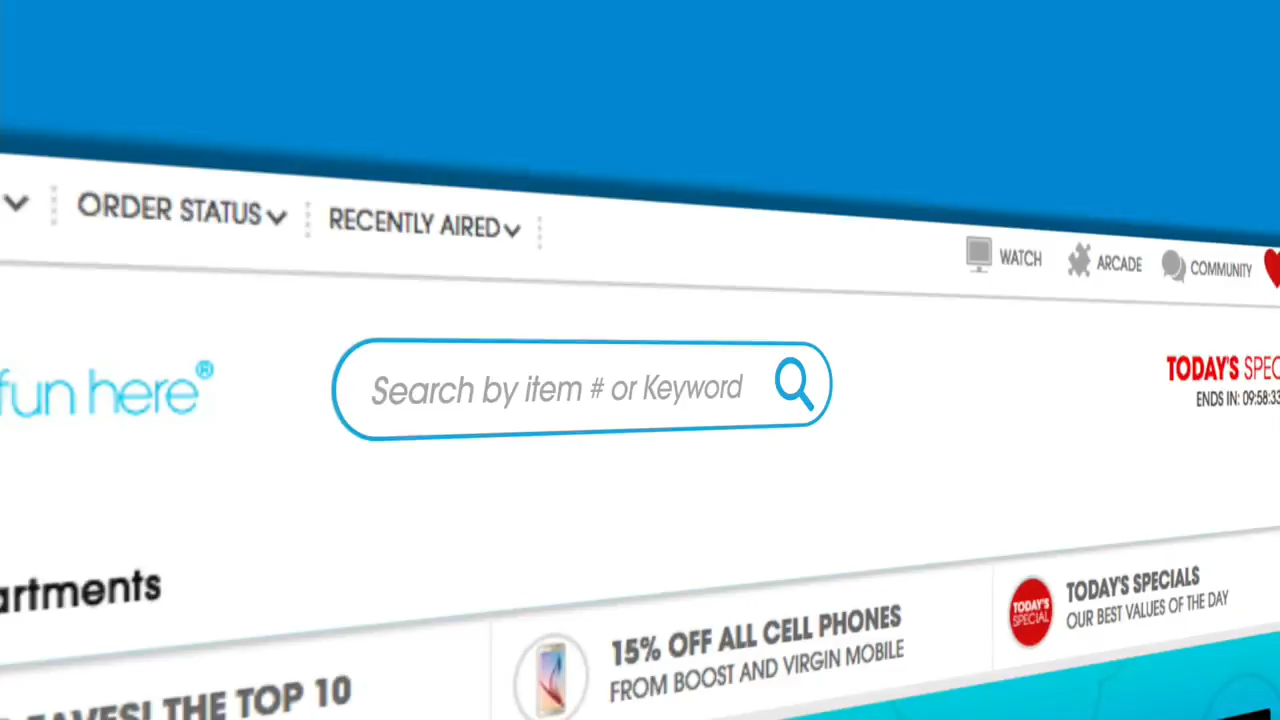 ORDER STATUS
RECENTLY AIRED
WATCH
ARCADE
COMMUNITY
fun here®
Search by item # or Keyword
TODAY'S SPEC
ENDS IN: 09:58:33
artments
TODAY'S SPECIAL
TODAY'S SPECIALS
OUR BEST VALUES OF THE DAY
15% OFF ALL CELL PHONES
FROM BOOST AND VIRGIN MOBILE
FAVES! THE TOP 10